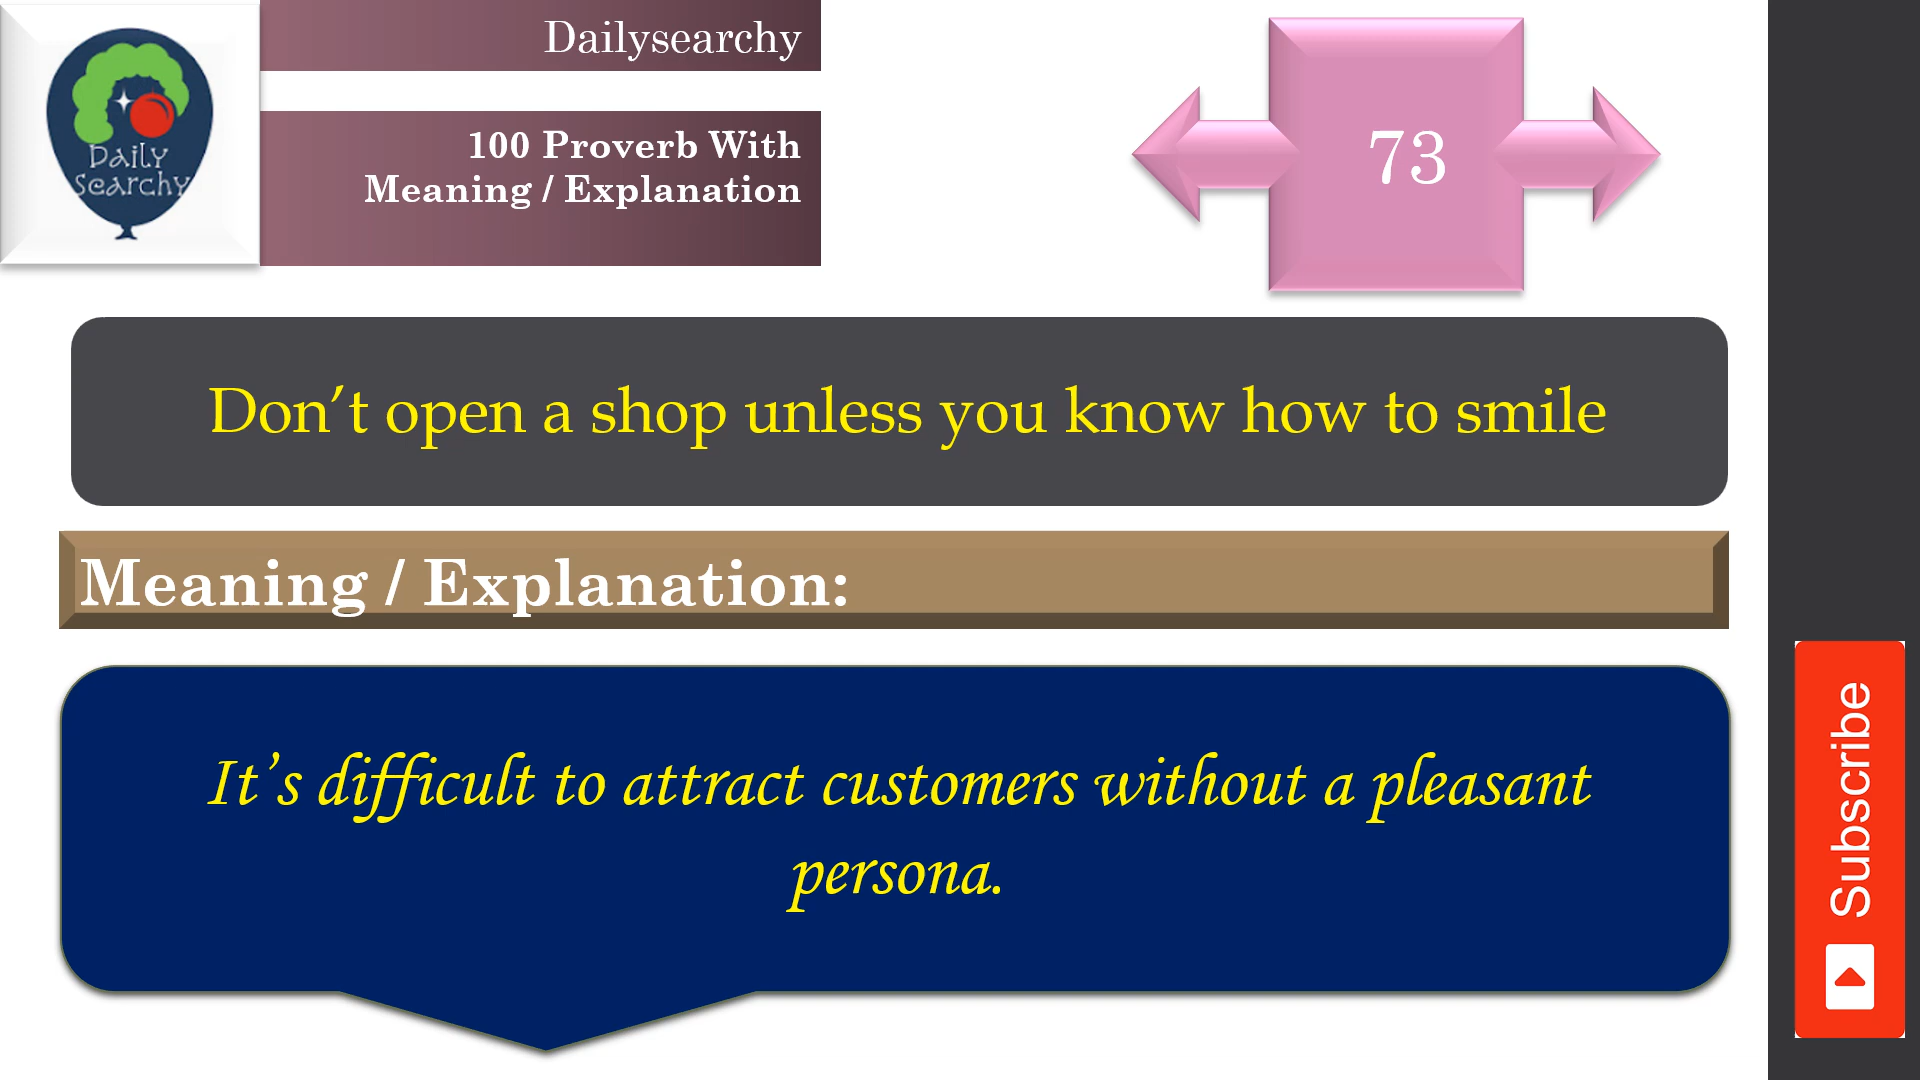 Daily
Searchy
Dailysearchy
100 Proverb With
Meaning / Explanation
73
Don’t open a shop unless you know how to smile
Meaning / Explanation:
It’s difficult to attract customers without a pleasant
persona.
Subscribe